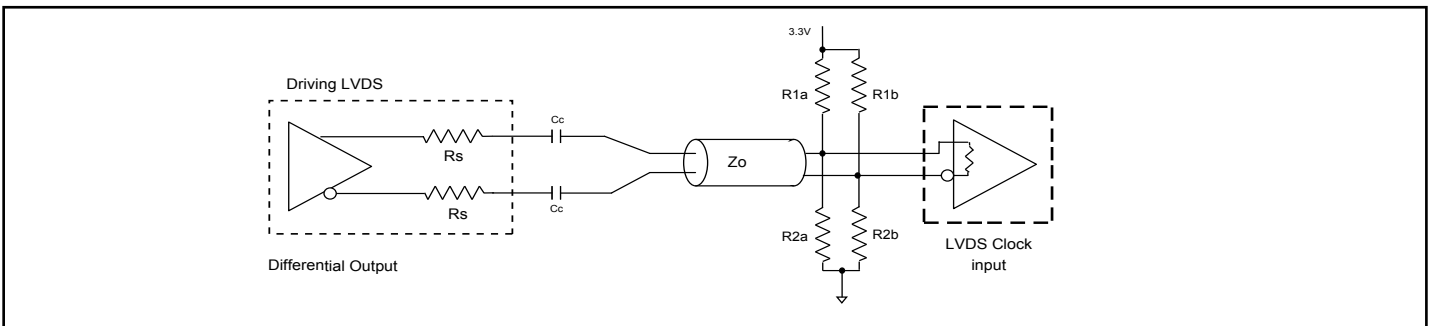 3.3V
Driving LVDS
R1a
R1b
Cc
Rs
Zo
Rs
Cc
R2a
R2b
LVDS Clock
input
Differential Output